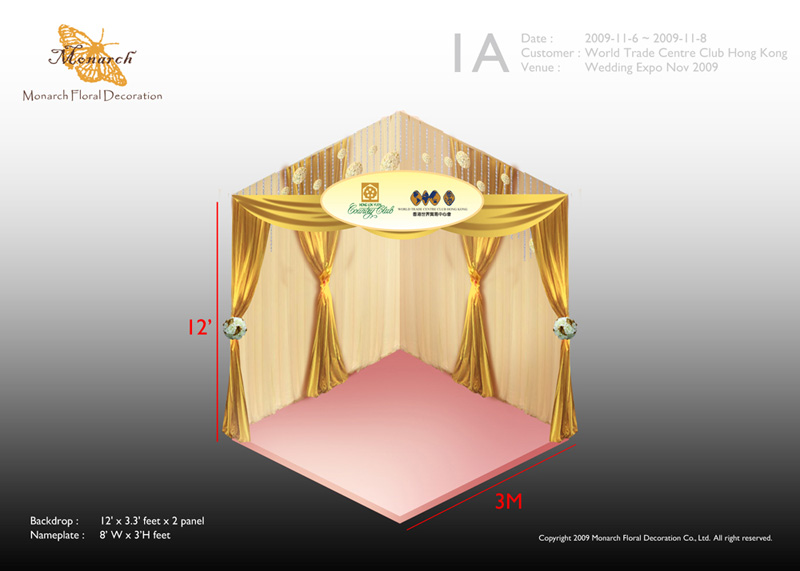 Monarch
Monarch Floral Decoration
1A
Date : 2009-11-6 ~ 2009-11-8
Customer : World Trade Centre Club Hong Kong
Venue : Wedding Expo Nov 2009
Country Club
WORLD TRADE CENTRE CLUB HONG KONG
香港世界貿易中心會
12'
3M
Backdrop : 12' x 3.3' feet x 2 panel
Nameplate : 8' W x 3'H feet
Copyright 2009 Monarch Floral Decoration Co., Ltd. All right reserved.